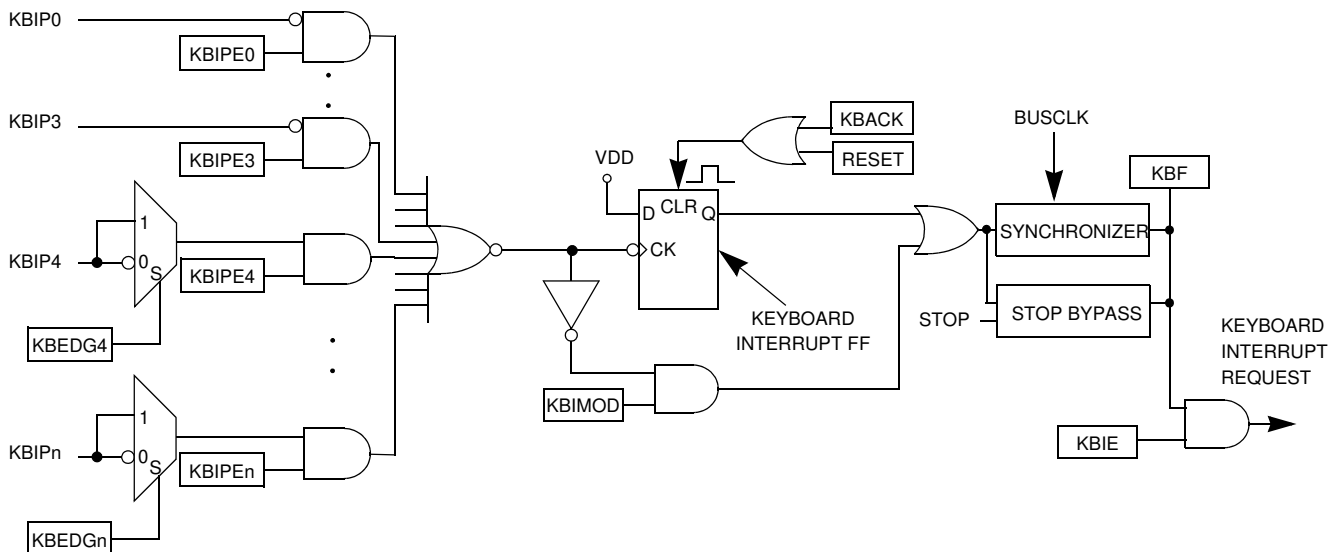 KBIP0
KBIPE0
KBIP3
KBIPE3
KBACK
RESET
BUSCLK
VDD
KBF
D CLR Q
CK
SYNCHRONIZER
1
0
S
KBIP4
KBIPE4
KBEDG4
STOP
STOP BYPASS
KEYBOARD
INTERRUPT FF
KEYBOARD
INTERRUPT
REQUEST
KBIMOD
1
0
S
KBIPn
KBIPEn
KBIE
KBEDGn